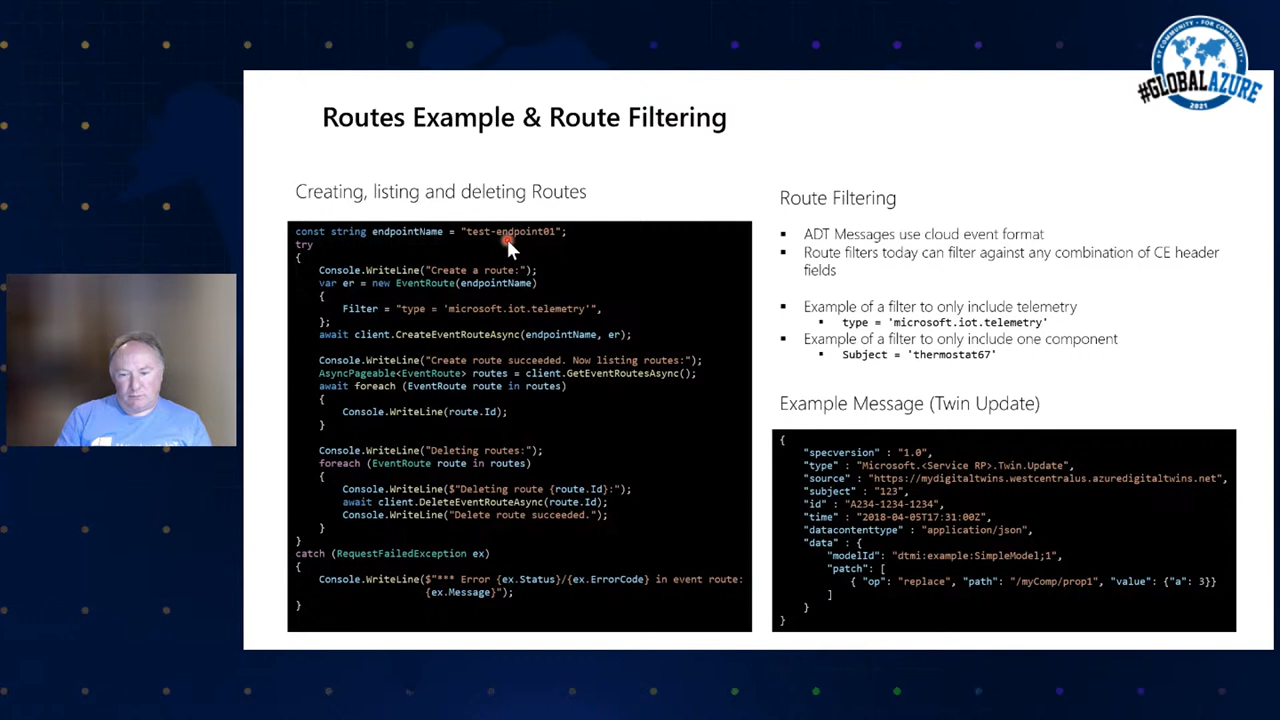 BY COMMUNITY · FOR COMMUNITY
#GLOBALAZURE
2021
Routes Example & Route Filtering
Creating, listing and deleting Routes
const string endpointName = "test-endpoint01";
try
{
Console.WriteLine("Create a route:");
var er = new EventRoute(endpointName)
{
Filter = "type = 'microsoft.iot.telemetry'",
};
await client.CreateEventRouteAsync(endpointName, er);
Console.WriteLine("Create route succeeded. Now listing routes:");
AsyncPageable<EventRoute> routes = client.GetEventRoutesAsync();
await foreach (EventRoute route in routes)
{
Console.WriteLine(route.Id);
}
Console.WriteLine("Deleting routes:");
foreach (EventRoute route in routes)
{
Console.WriteLine($"Deleting route {route.Id}:");
await client.DeleteEventRouteAsync(route.Id);
Console.WriteLine("Delete route succeeded.");
}
}
catch (RequestFailedException ex)
{
Console.WriteLine($"*** Error {ex.Status}/{ex.ErrorCode} in event route:
{ex.Message}");
}
Route Filtering
▪ ADT Messages use cloud event format
▪ Route filters today can filter against any combination of CE header
fields
▪ Example of a filter to only include telemetry
▪ type = 'microsoft.iot.telemetry'
▪ Example of a filter to only include one component
▪ Subject = 'thermostat67'
Example Message (Twin Update)
{
"specversion" : "1.0",
"type" : "Microsoft.<Service RP>.Twin.Update",
"source" : "https://mydigitaltwins.westcentralus.azuredigitaltwins.net",
"subject" : "123",
"id" : "A234-1234-1234",
"time" : "2018-04-05T17:31:00Z",
"datacontenttype" : "application/json",
"data" : {
"modelId": "dtmi:example:SimpleModel;1",
"patch": [
{ "op": "replace", "path": "/myComp/prop1", "value": {"a": 3}}
]
}
}